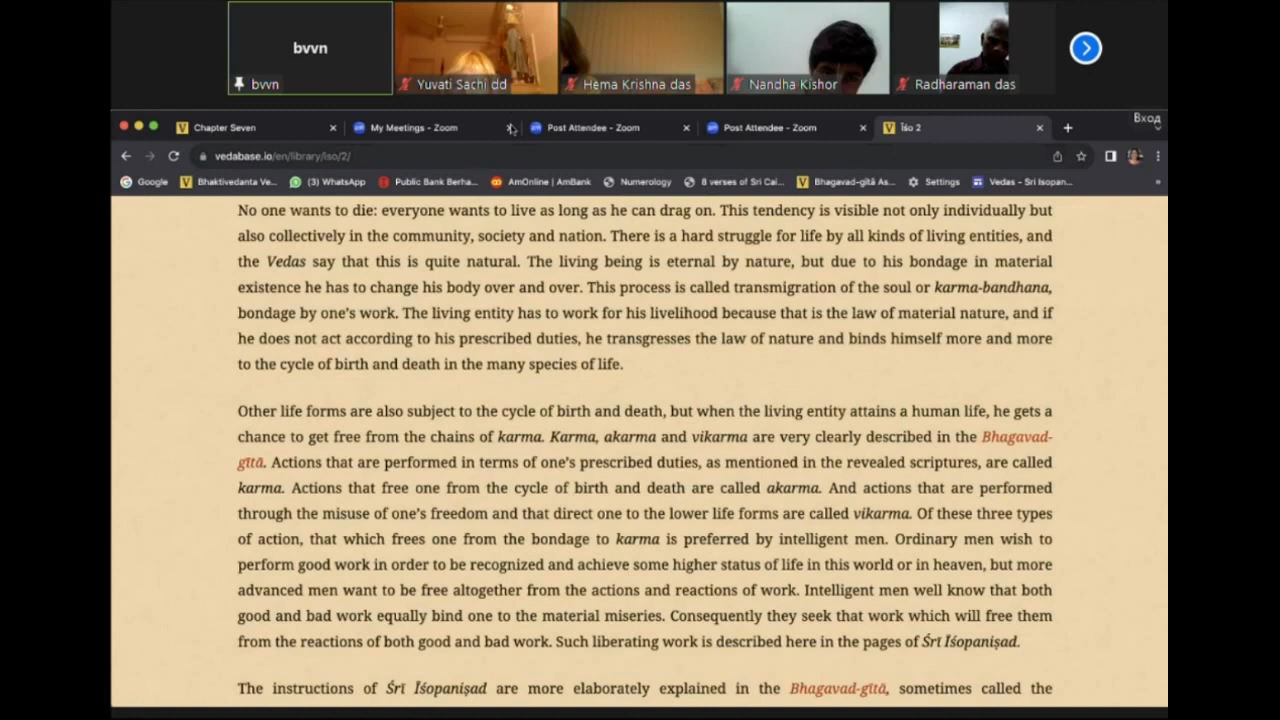 bvvn
bvvn
Yuvati Sachi dd
Hema Krishna das
Nandha Kishor
Radharaman das
Chapter Seven
My Meetings - Zoom
Post Attendee - Zoom
Post Attendee - Zoom
Īśo 2
Вход
vedabase.io/en/library/iso/2/
Google
Bhaktivedanta Ve...
(3) WhatsApp
Public Bank Berha...
AmOnline | AmBank
Numerology
8 verses of Sri Cai...
Bhagavad-gītā As...
Settings
Vedas - Sri Isopan...
»
No one wants to die: everyone wants to live as long as he can drag on. This tendency is visible not only individually but
also collectively in the community, society and nation. There is a hard struggle for life by all kinds of living entities, and
the Vedas say that this is quite natural. The living being is eternal by nature, but due to his bondage in material
existence he has to change his body over and over. This process is called transmigration of the soul or karma-bandhana,
bondage by one’s work. The living entity has to work for his livelihood because that is the law of material nature, and if
he does not act according to his prescribed duties, he transgresses the law of nature and binds himself more and more
to the cycle of birth and death in the many species of life.
Other life forms are also subject to the cycle of birth and death, but when the living entity attains a human life, he gets a
chance to get free from the chains of karma. Karma, akarma and vikarma are very clearly described in the Bhagavad-
gītā. Actions that are performed in terms of one’s prescribed duties, as mentioned in the revealed scriptures, are called
karma. Actions that free one from the cycle of birth and death are called akarma. And actions that are performed
through the misuse of one’s freedom and that direct one to the lower life forms are called vikarma. Of these three types
of action, that which frees one from the bondage to karma is preferred by intelligent men. Ordinary men wish to
perform good work in order to be recognized and achieve some higher status of life in this world or in heaven, but more
advanced men want to be free altogether from the actions and reactions of work. Intelligent men well know that both
good and bad work equally bind one to the material miseries. Consequently they seek that work which will free them
from the reactions of both good and bad work. Such liberating work is described here in the pages of Śrī Īśopaniṣad.
The instructions of Śrī Īśopaniṣad are more elaborately explained in the Bhagavad-gītā, sometimes called the